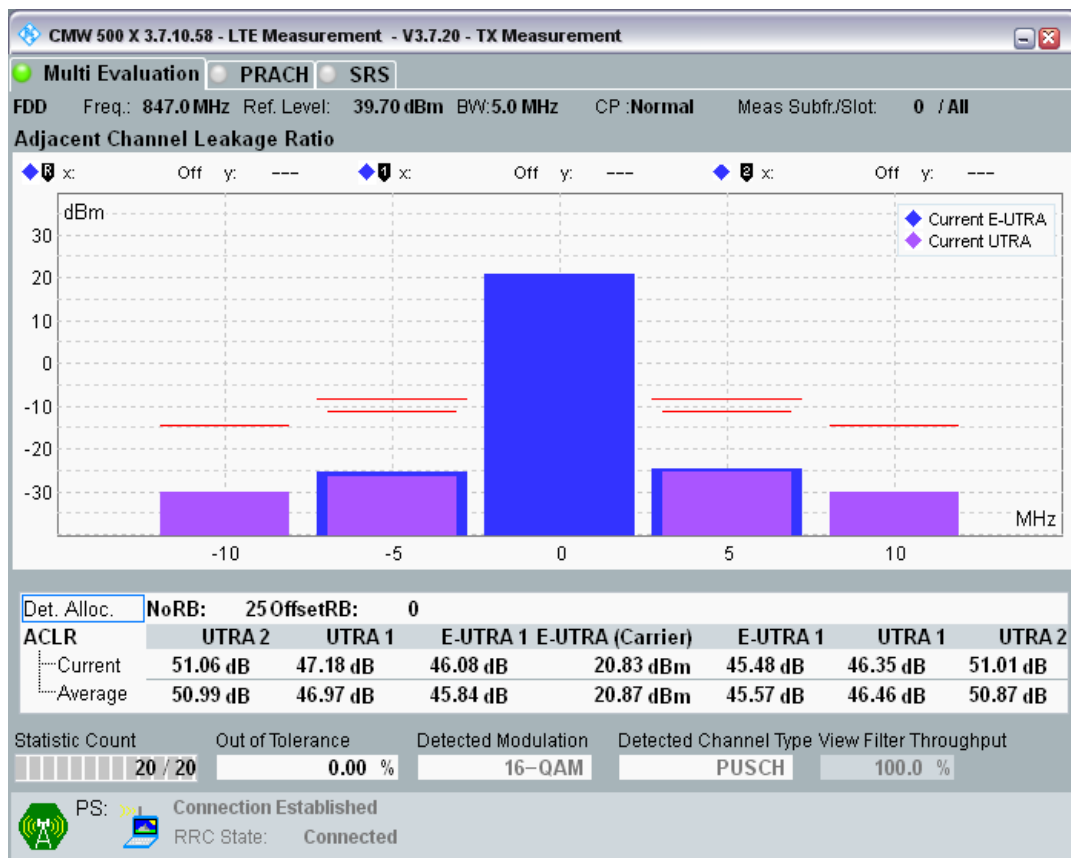 CMW 500 X 3.7.10.58 - LTE Measurement - V3.7.20 - TX Measurement
Multi Evaluation PRACH SRS
FDD Freq.: 847.0 MHz Ref. Level: 39.70 dBm BW:5.0 MHz CP :Normal Meas Subfr./Slot: 0 / All
Adjacent Channel Leakage Ratio
R x: Off y: --- 1 x: Off y: --- 2 x: Off y: ---
dBm
Current E-UTRA
Current UTRA
30
20
10
0
-10
-20
-30
MHz
-10 -5 0 5 10
Det. Alloc. NoRB: 25 OffsetRB: 0
ACLR UTRA 2 UTRA 1 E-UTRA 1 E-UTRA (Carrier) E-UTRA 1 UTRA 1 UTRA 2
Current 51.06 dB 47.18 dB 46.08 dB 20.83 dBm 45.48 dB 46.35 dB 51.01 dB
Average 50.99 dB 46.97 dB 45.84 dB 20.87 dBm 45.57 dB 46.46 dB 50.87 dB
Statistic Count Out of Tolerance Detected Modulation Detected Channel Type View Filter Throughput
20 / 20 0.00 % 16-QAM PUSCH 100.0 %
PS: Connection Established
RRC State: Connected